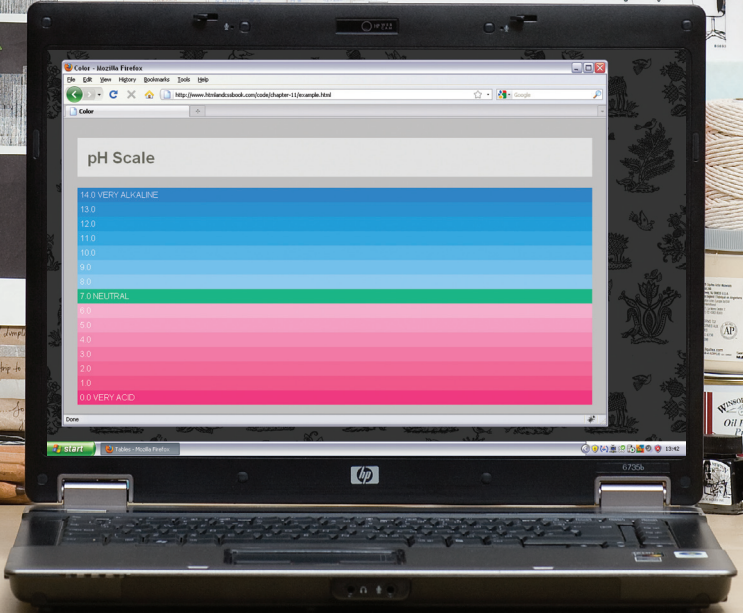 Color - Mozilla Firefox
File Edit View History Bookmarks Tools Help
http://www.htmlandcssbook.com/code/chapter-11/example.html
Google
Color
pH Scale
14.0 VERY ALKALINE
13.0
12.0
11.0
10.0
9.0
8.0
7.0 NEUTRAL
6.0
5.0
4.0
3.0
2.0
1.0
0.0 VERY ACID
Done
start
Tables - Mozilla Firefox
13:42
hp
6735b
AP